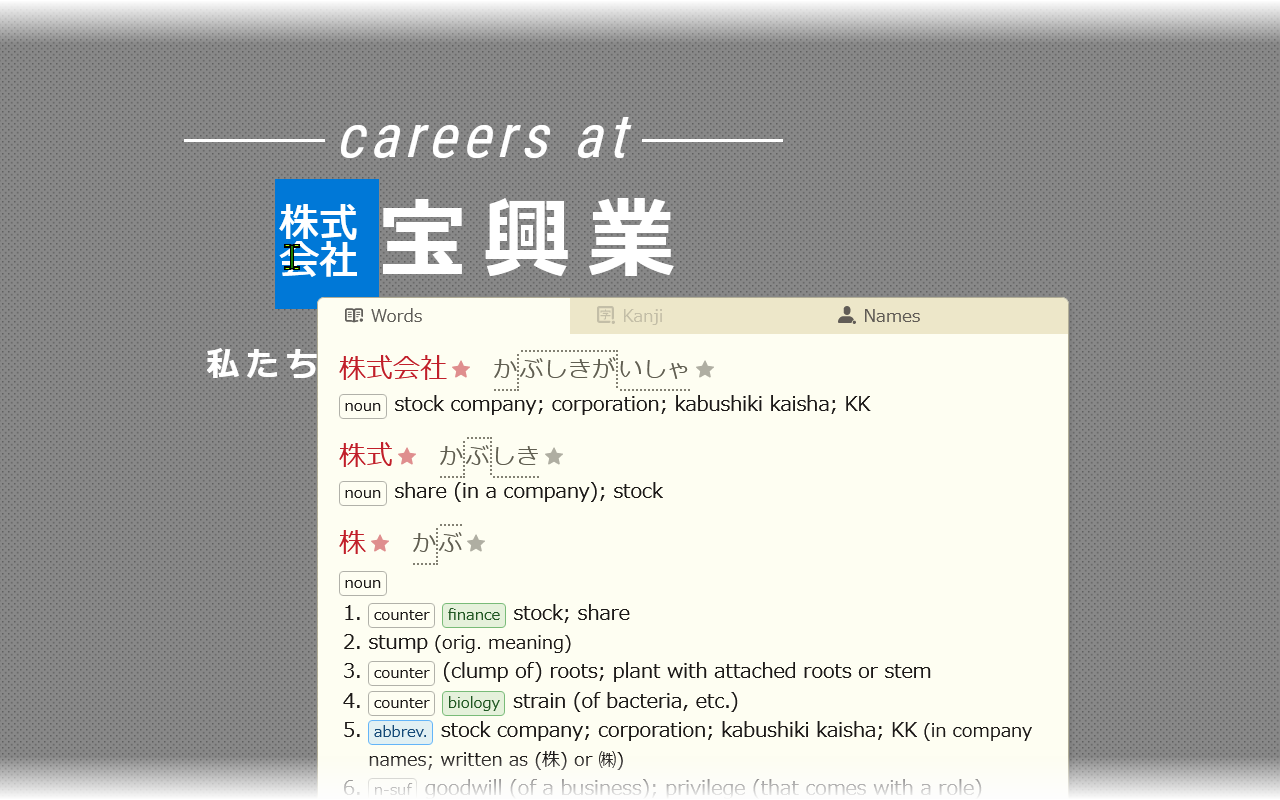 careers at
株式
会社
宝興業
私たち
Words
Kanji
Names
株式会社★ かぶしきがいしゃ★
noun stock company; corporation; kabushiki kaisha; KK
株式★ かぶしき★
noun share (in a company); stock
株★ かぶ★
noun
1. counter finance stock; share
2. stump (orig. meaning)
3. counter (clump of) roots; plant with attached roots or stem
4. counter biology strain (of bacteria, etc.)
5. abbrev. stock company; corporation; kabushiki kaisha; KK (in company
names; written as (株) or ㈱)
6. n-suf goodwill (of a business); privilege (that comes with a role)